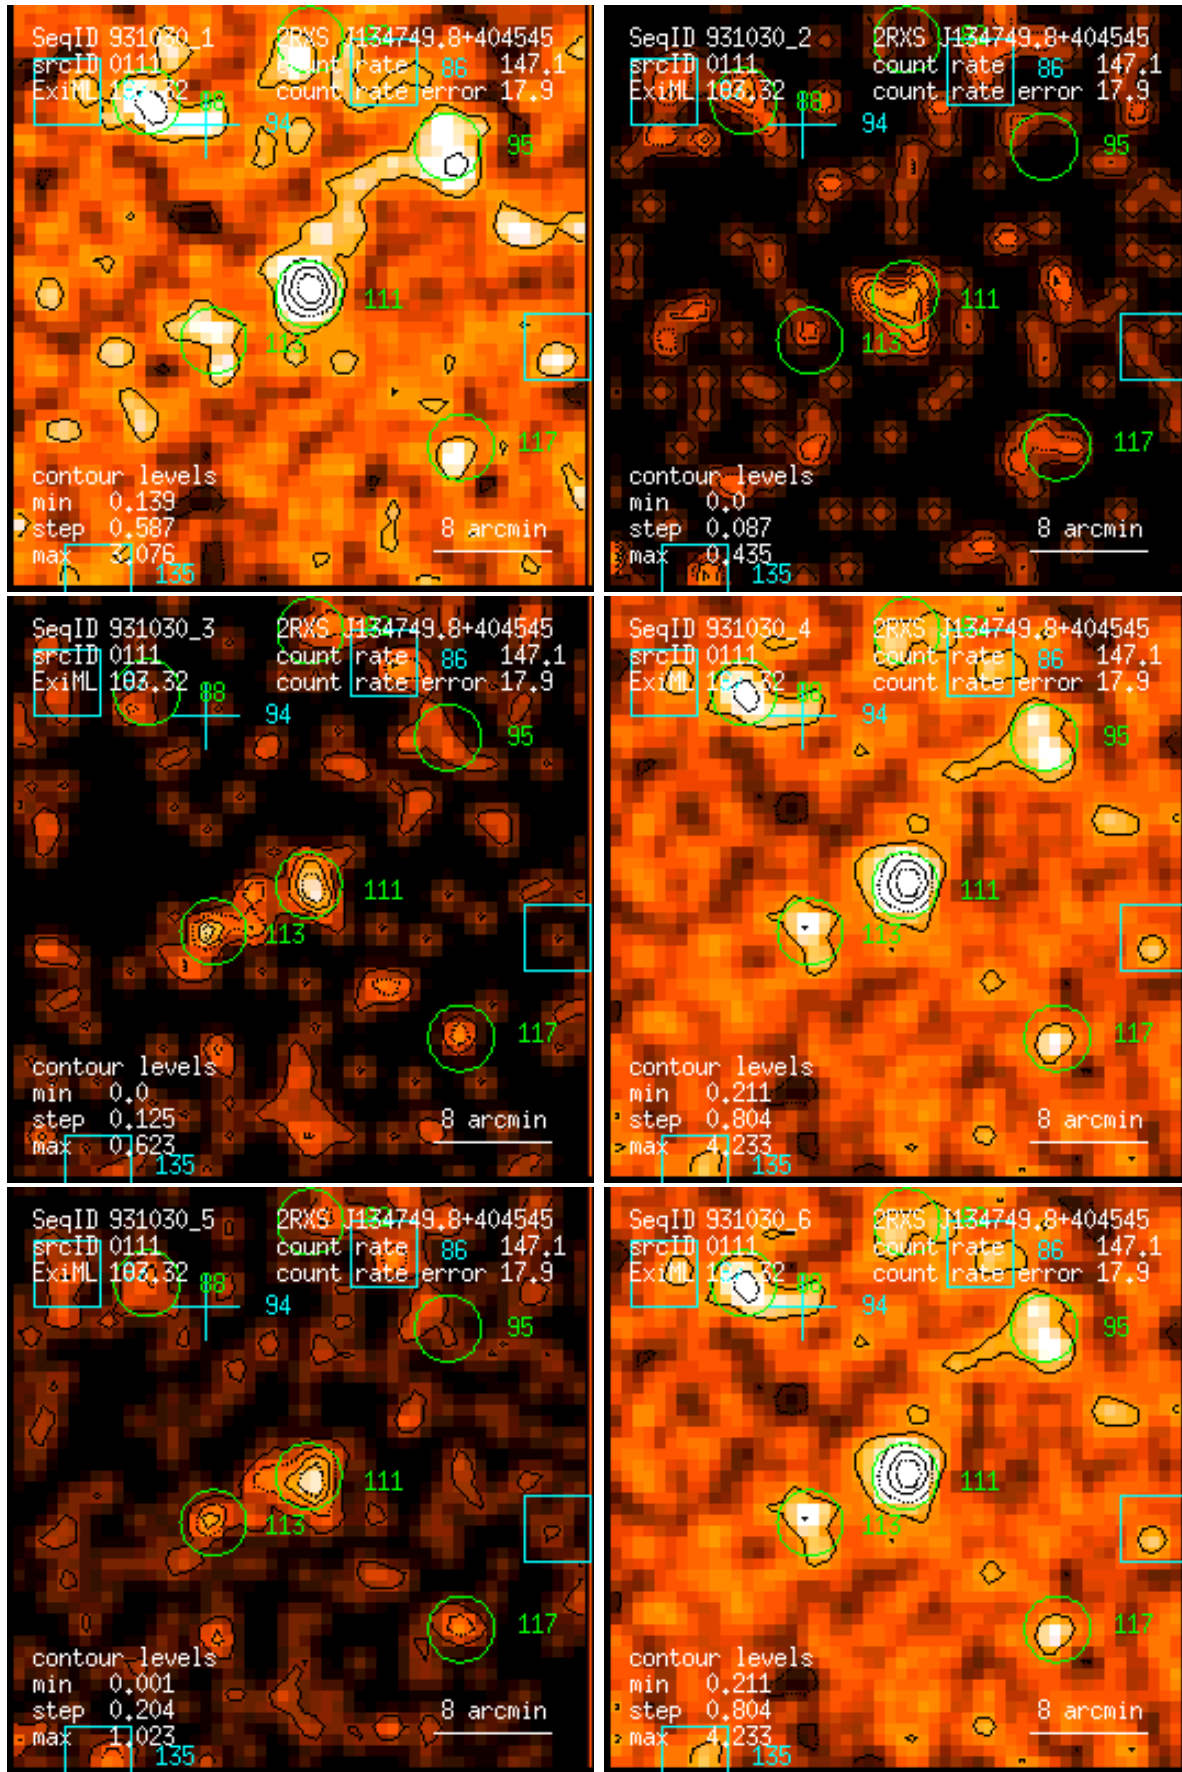 SeqID 931030_1 2RXS J134749.8+404545
srcID 0111 count rate 86 147.1
ExiML 103.32 count rate error 17.9
88
94
95
111
113
117
contour levels
min 0.139
step 0.587 8 arcmin
max 3.076
135
SeqID 931030_2 2RXS J134749.8+404545
srcID 0111 count rate 86 147.1
ExiML 103.32 count rate error 17.9
88
94
95
111
113
117
contour levels
min 0.0
step 0.087 8 arcmin
max 0.435
135
SeqID 931030_3 2RXS J134749.8+404545
srcID 0111 count rate 86 147.1
ExiML 103.32 count rate error 17.9
88
94
95
111
113
117
contour levels
min 0.0
step 0.125 8 arcmin
max 0.623
135
SeqID 931030_4 2RXS J134749.8+404545
srcID 0111 count rate 86 147.1
ExiML 103.32 count rate error 17.9
88
94
95
111
113
117
contour levels
min 0.211
step 0.804 8 arcmin
max 4.233
135
SeqID 931030_5 2RXS J134749.8+404545
srcID 0111 count rate 86 147.1
ExiML 103.32 count rate error 17.9
88
94
95
111
113
117
contour levels
min 0.001
step 0.204 8 arcmin
max 1.023
135
SeqID 931030_6 2RXS J134749.8+404545
srcID 0111 count rate 86 147.1
ExiML 103.32 count rate error 17.9
88
94
95
111
113
117
contour levels
min 0.211
step 0.804 8 arcmin
max 4.233
135